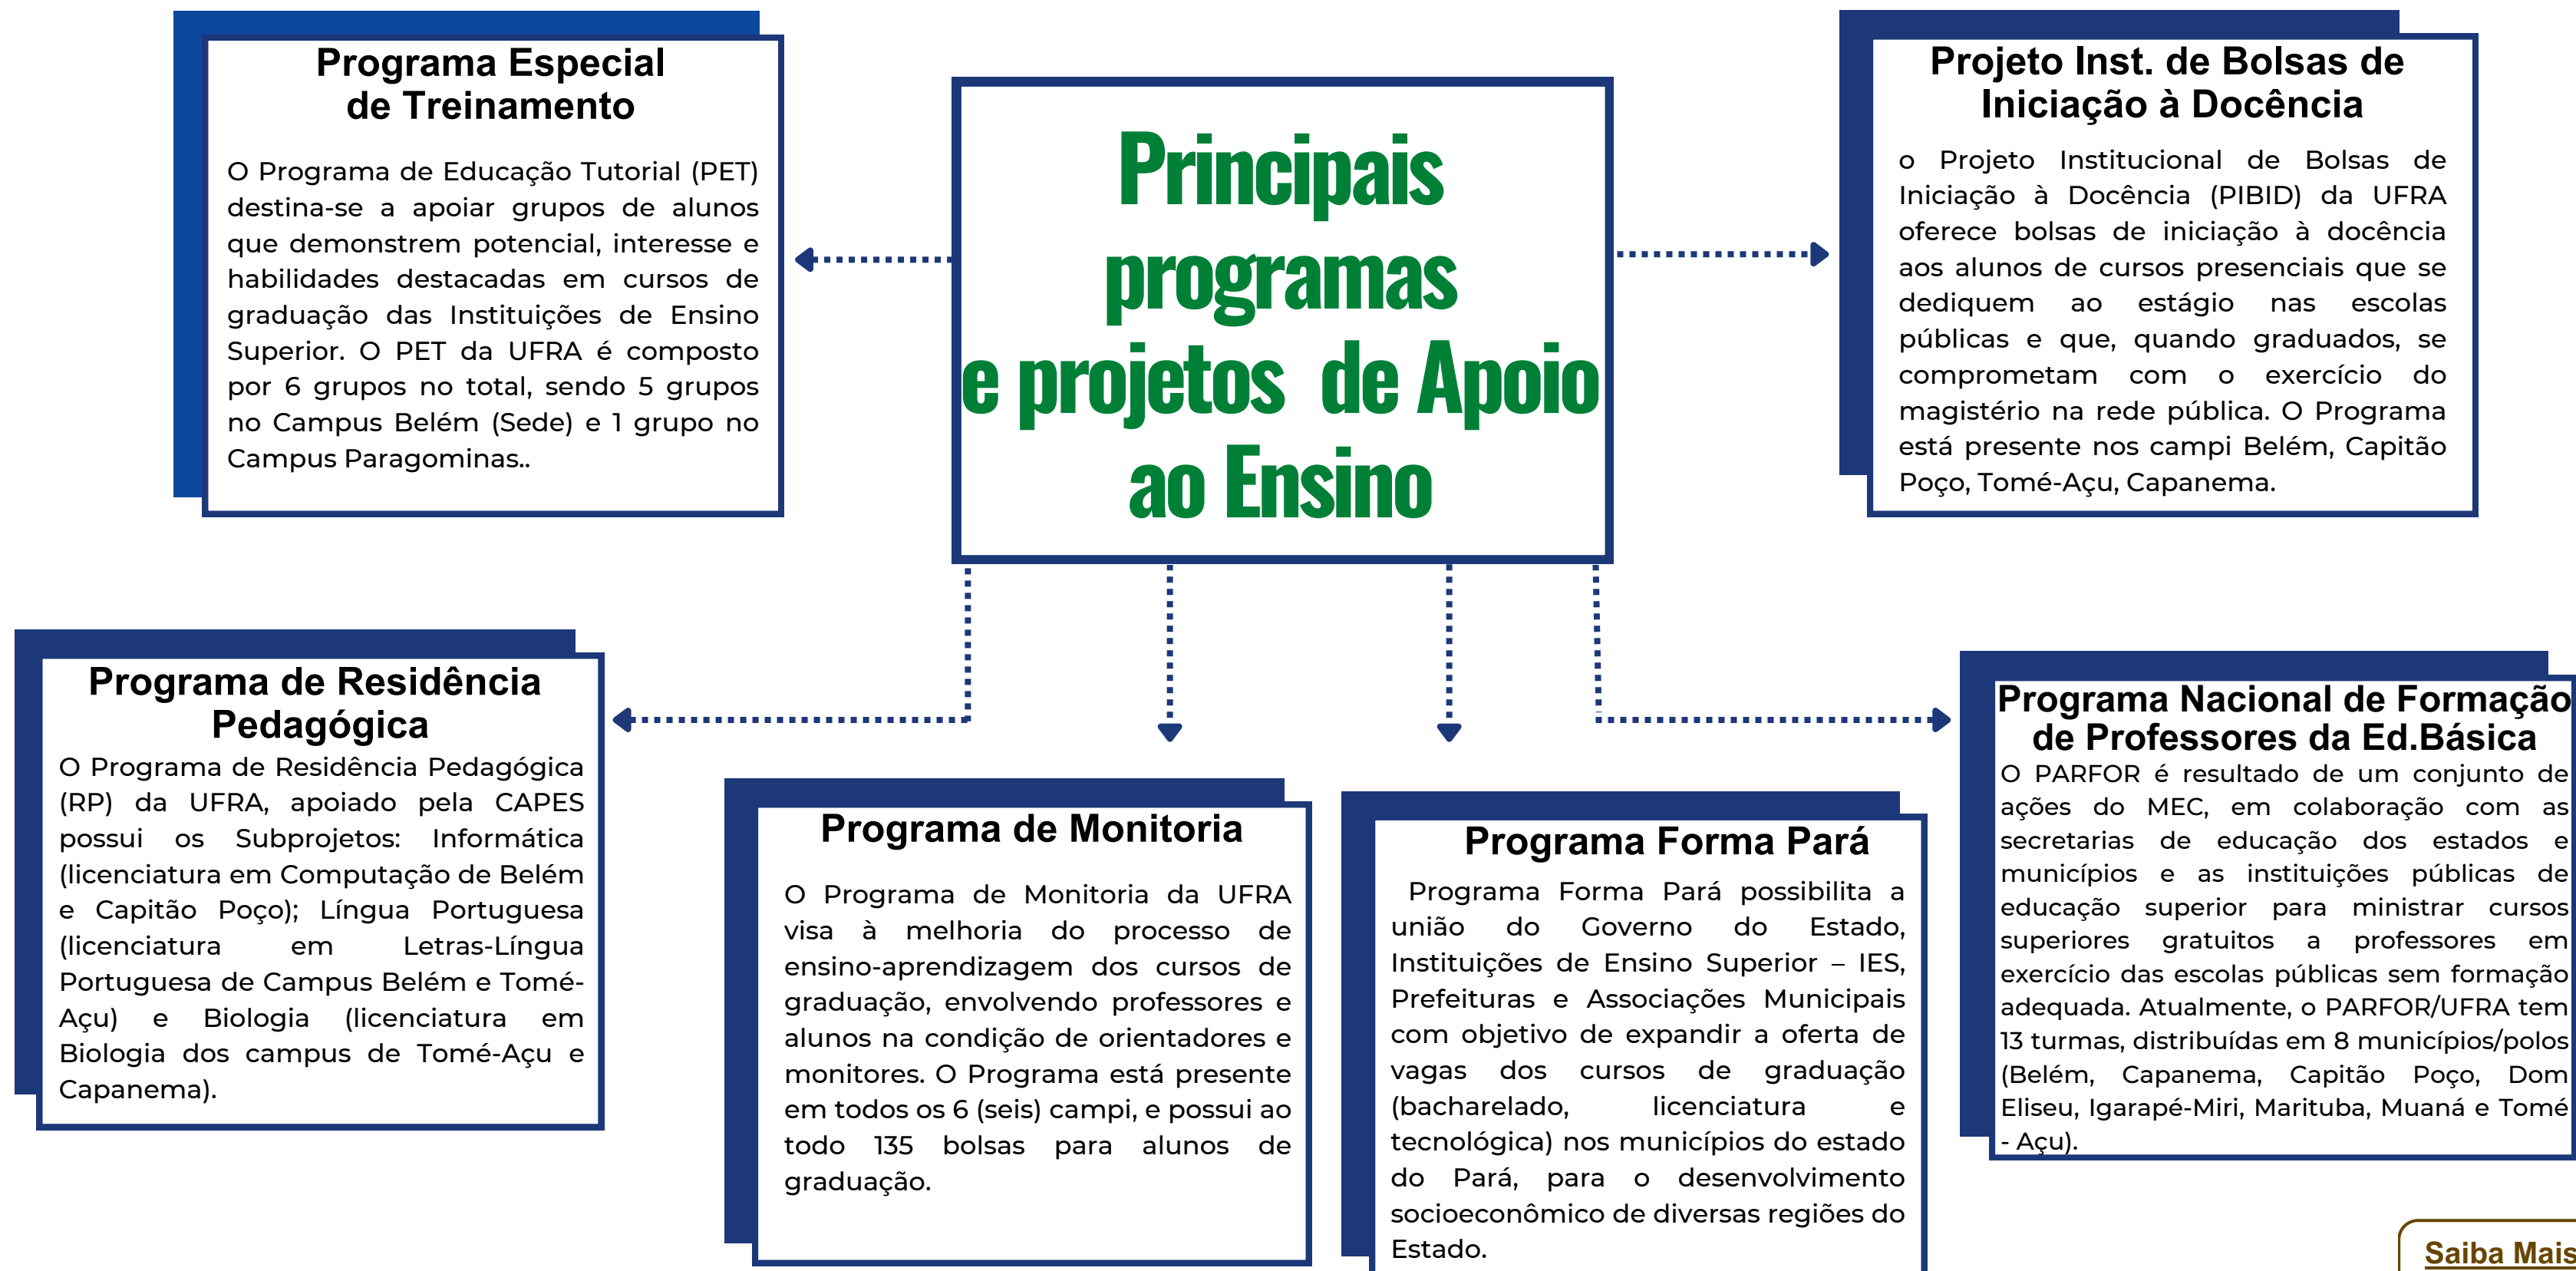 Programa Especial
de Treinamento
O Programa de Educação Tutorial (PET)
destina-se a apoiar grupos de alunos
que demonstrem potencial, interesse e
habilidades destacadas em cursos de
graduação das Instituições de Ensino
Superior. O PET da UFRA é composto
por 6 grupos no total, sendo 5 grupos
no Campus Belém (Sede) e 1 grupo no
Campus Paragominas..
Principais
programas
e projetos  de Apoio
ao Ensino
Projeto Inst. de Bolsas de
Iniciação à Docência
o Projeto Institucional de Bolsas de
Iniciação à Docência (PIBID) da UFRA
oferece bolsas de iniciação à docência
aos alunos de cursos presenciais que se
dediquem ao estágio nas escolas
públicas e que, quando graduados, se
comprometam com o exercício do
magistério na rede pública. O Programa
está presente nos campi Belém, Capitão
Poço, Tomé-Açu, Capanema.
Programa de Residência
Pedagógica
O Programa de Residência Pedagógica
(RP) da UFRA, apoiado pela CAPES
possui os Subprojetos: Informática
(licenciatura em Computação de Belém
e Capitão Poço); Língua Portuguesa
(licenciatura em Letras-Língua
Portuguesa de Campus Belém e Tomé-
Açu) e Biologia (licenciatura em
Biologia dos campus de Tomé-Açu e
Capanema).
Programa de Monitoria
O Programa de Monitoria da UFRA
visa à melhoria do processo de
ensino-aprendizagem dos cursos de
graduação, envolvendo professores e
alunos na condição de orientadores e
monitores. O Programa está presente
em todos os 6 (seis) campi, e possui ao
todo 135 bolsas para alunos de
graduação.
Programa Forma Pará
Programa Forma Pará possibilita a
união do Governo do Estado,
Instituições de Ensino Superior – IES,
Prefeituras e Associações Municipais
com objetivo de expandir a oferta de
vagas dos cursos de graduação
(bacharelado, licenciatura e
tecnológica) nos municípios do estado
do Pará, para o desenvolvimento
socioeconômico de diversas regiões do
Estado.
Programa Nacional de Formação
de Professores da Ed.Básica
O PARFOR é resultado de um conjunto de
ações do MEC, em colaboração com as
secretarias de educação dos estados e
municípios e as instituições públicas de
educação superior para ministrar cursos
superiores gratuitos a professores em
exercício das escolas públicas sem formação
adequada. Atualmente, o PARFOR/UFRA tem
13 turmas, distribuídas em 8 municípios/polos
(Belém, Capanema, Capitão Poço, Dom
Eliseu, Igarapé-Miri, Marituba, Muaná e Tomé
- Açu).
Saiba Mais